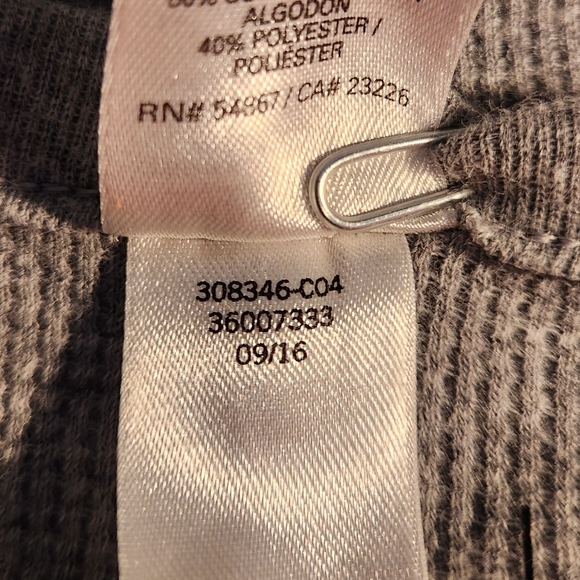 ALGODON
40% POLYESTER /
POLIÉSTER
RN# 54867 / CA# 23226
308346-C04
36007333
09/16